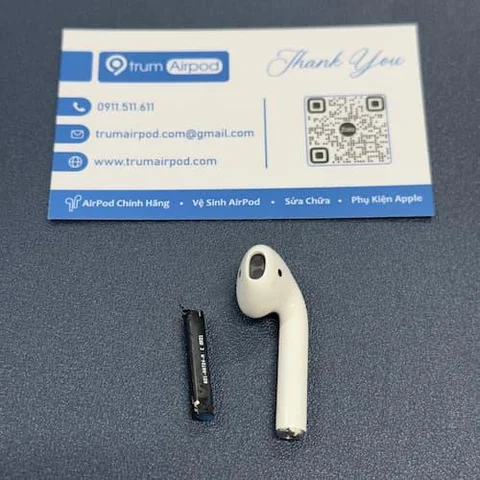 trum Airpod
Thank You
0911.511.611
trumairpod.com@gmail.com
www.trumairpod.com
AirPod Chính Hãng • Vệ Sinh AirPod • Sửa Chữa • Phụ Kiện Apple